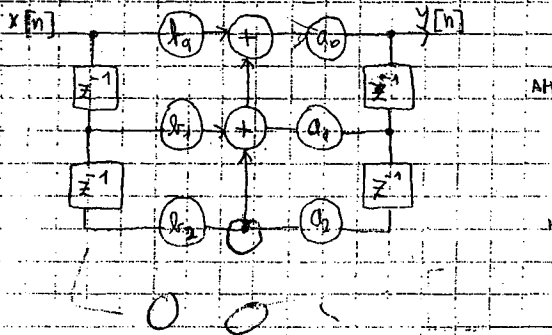 x[n] b₀ + a₀ y[n]
z⁻¹ z⁻¹
b₁ + a₁
z⁻¹ z⁻¹
b₂ a₂